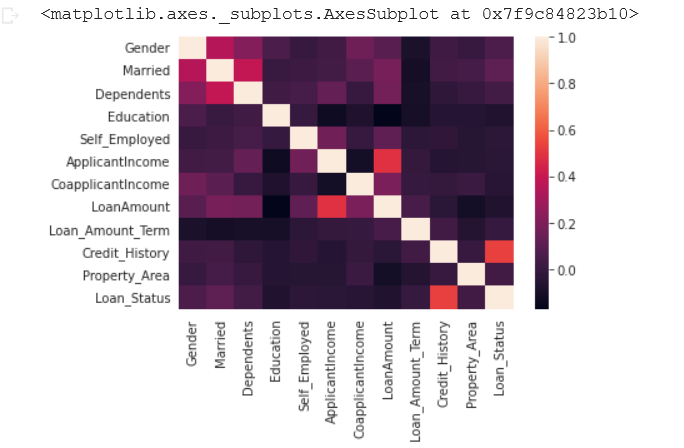 <matplotlib.axes._subplots.AxesSubplot at 0x7f9c84823b10>
Gender
Married
Dependents
Education
Self_Employed
ApplicantIncome
CoapplicantIncome
LoanAmount
Loan_Amount_Term
Credit_History
Property_Area
Loan_Status
Gender
Married
Dependents
Education
Self_Employed
ApplicantIncome
CoapplicantIncome
LoanAmount
Loan_Amount_Term
Credit_History
Property_Area
Loan_Status
1.0
0.8
0.6
0.4
0.2
0.0